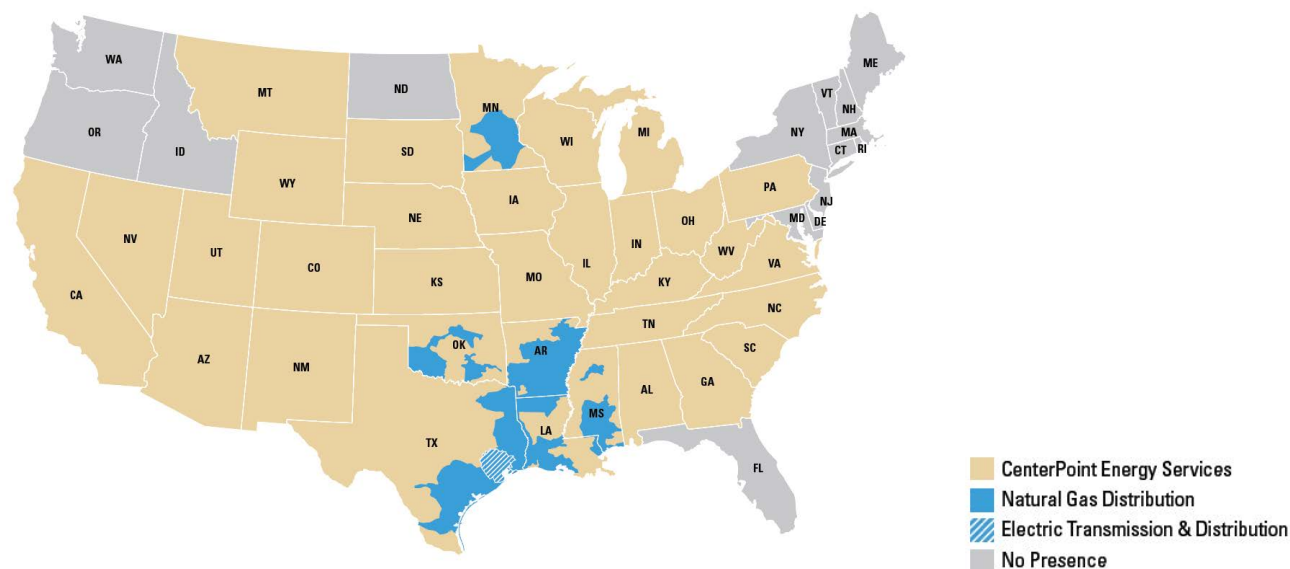 WA
OR
ID
MT
ND
MN
WI
MI
ME
VT
NH
NY
MA
CT
RI
SD
WY
NE
IA
PA
NJ
MD
DE
NV
UT
CO
KS
MO
IL
IN
OH
WV
VA
KY
CA
AZ
NM
OK
AR
TN
NC
SC
TX
LA
MS
AL
GA
FL
CenterPoint Energy Services
Natural Gas Distribution
Electric Transmission & Distribution
No Presence